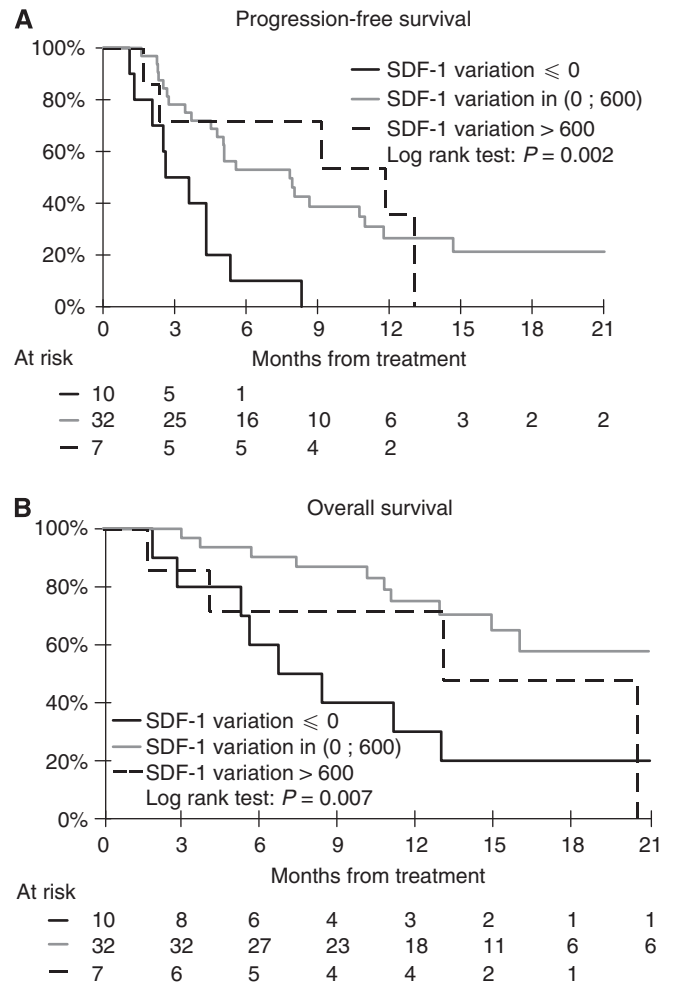 A
Progression-free survival
100%
80%
60%
40%
20%
0%
SDF-1 variation ⩽ 0
SDF-1 variation in (0 ; 600)
SDF-1 variation > 600
Log rank test: P = 0.002
0 3 6 9 12 15 18 21
Months from treatment
At risk
10 5 1
32 25 16 10 6 3 2 2
7 5 5 4 2
B
Overall survival
100%
80%
60%
40%
20%
0%
SDF-1 variation ⩽ 0
SDF-1 variation in (0 ; 600)
SDF-1 variation > 600
Log rank test: P = 0.007
0 3 6 9 12 15 18 21
Months from treatment
At risk
10 8 6 4 3 2 1 1
32 32 27 23 18 11 6 6
7 6 5 4 4 2 1